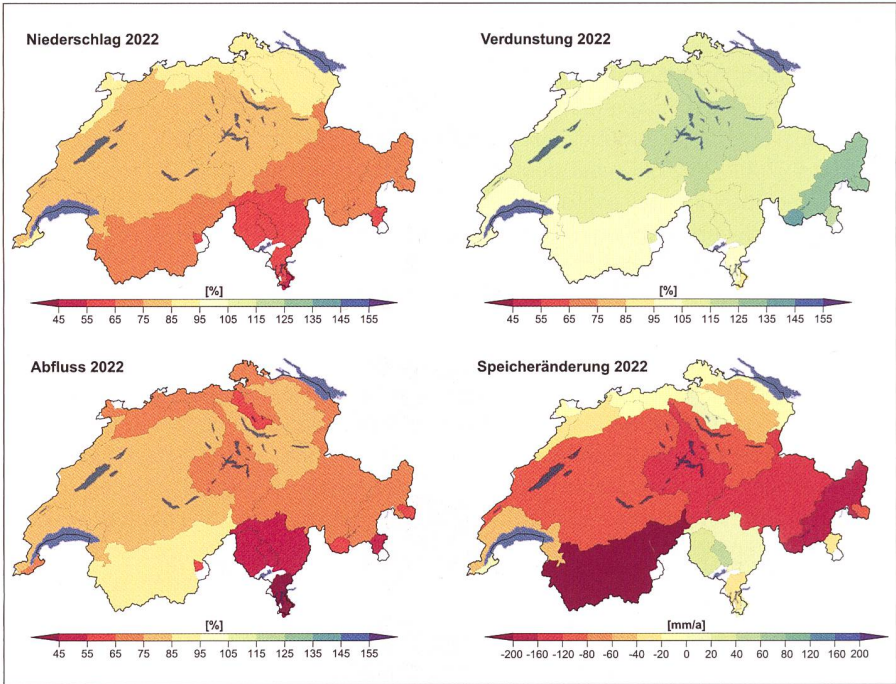 Niederschlag 2022
Verdunstung 2022
[%]
45 55 65 75 85 95 105 115 125 135 145 155
[%]
45 55 65 75 85 95 105 115 125 135 145 155
Abfluss 2022
Speicheränderung 2022
[%]
45 55 65 75 85 95 105 115 125 135 145 155
[mm/a]
-200 -160 -120 -80 -60 -40 -20 0 20 40 60 80 120 160 200